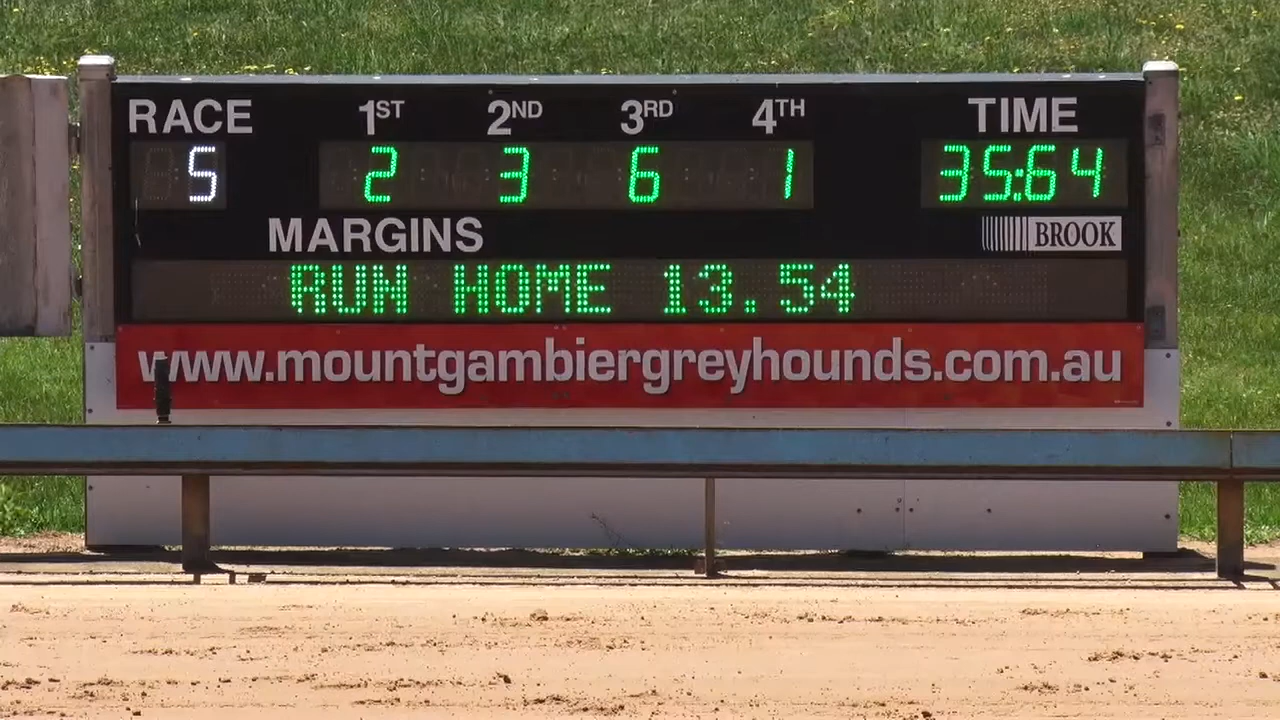 RACE 1ST 2ND 3RD 4TH TIME
5 2 3 6 1 35:64
MARGINS BROOK
RUN HOME 13.54
www.mountgambiergreyhounds.com.au